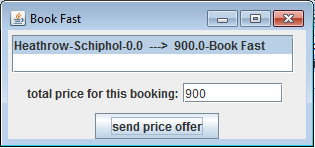 Book Fast
Heathrow-Schiphol-0.0 ---> 900.0-Book Fast
total price for this booking: 900
send price offer